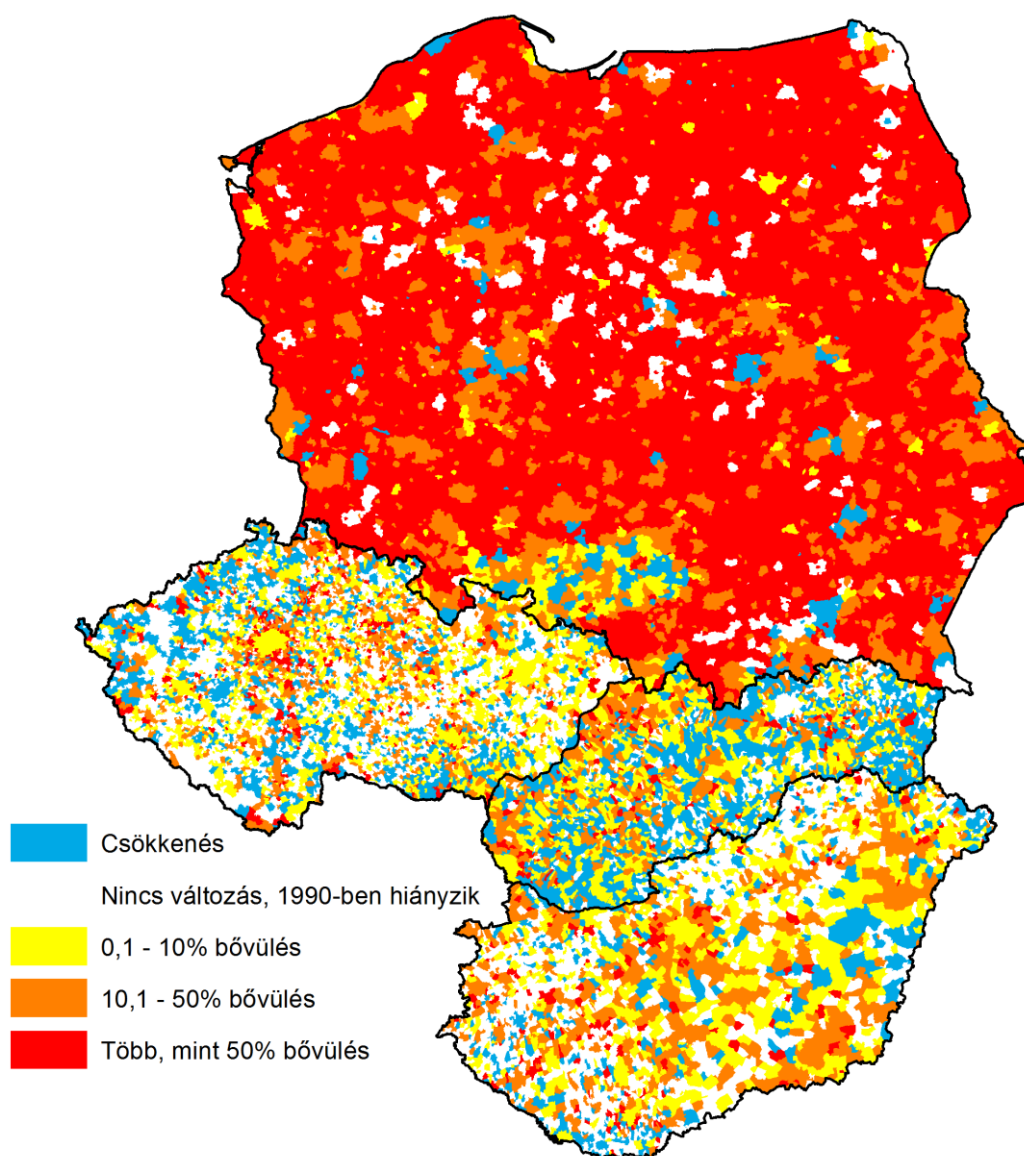 Csökkenés
Nincs változás, 1990-ben hiányzik
0,1 - 10% bővülés
10,1 - 50% bővülés
Több, mint 50% bővülés